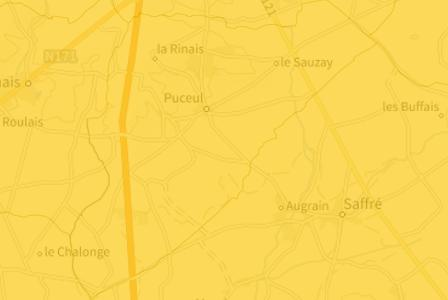 la Rinais
N171
le Sauzay
Puceul
les Buffais
Roulais
Augrain
Saffré
le Chalonge